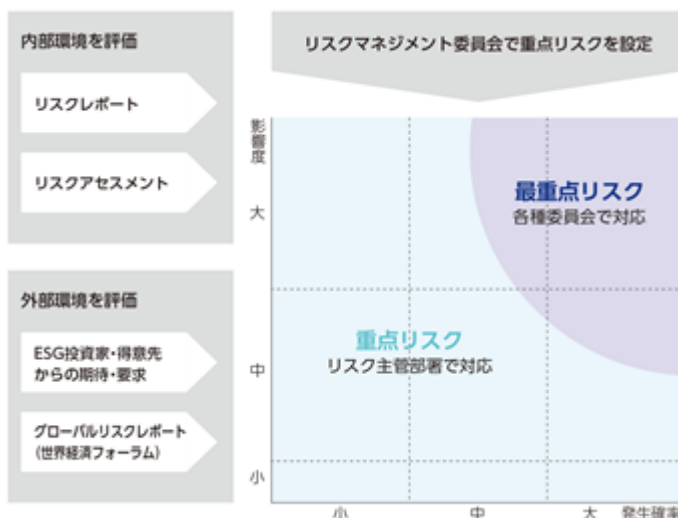 内部環境を評価
リスクレポート
リスクアセスメント
外部環境を評価
ESG投資家・得意先
からの期待・要求
グローバルリスクレポート
(世界経済フォーラム)
リスクマネジメント委員会で重点リスクを設定
影響度
大
中
小
最重点リスク
各種委員会で対応
重点リスク
リスク主管部署で対応
小
中
大
発生確率